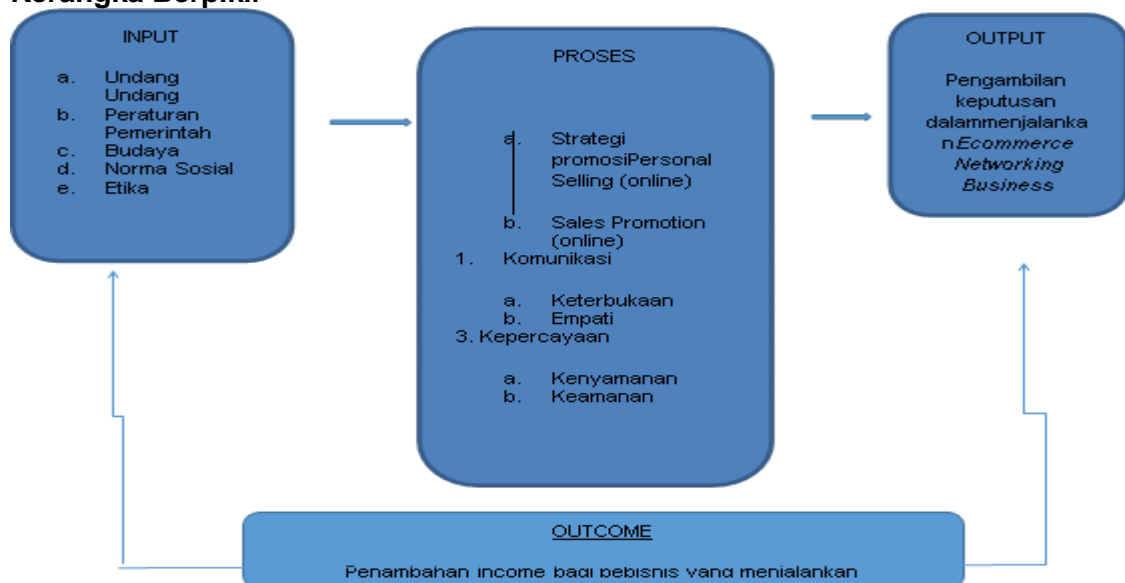 Kerangka Berpikir
INPUT
a. Undang
Undang
b. Peraturan
Pemerintah
c. Budaya
d. Norma Sosial
e. Etika
PROSES
a. Strategi
promosiPersonal
Selling (online)
b. Sales Promotion
(online)
1. Komunikasi
a. Keterbukaan
b. Empati
3. Kepercayaan
a. Kenyamanan
b. Keamanan
OUTPUT
Pengambilan
keputusan
dalammenjalanka
nEcommerce
Networking
Business
OUTCOME
Penambahan income bagi pebisnis yang menjalankan